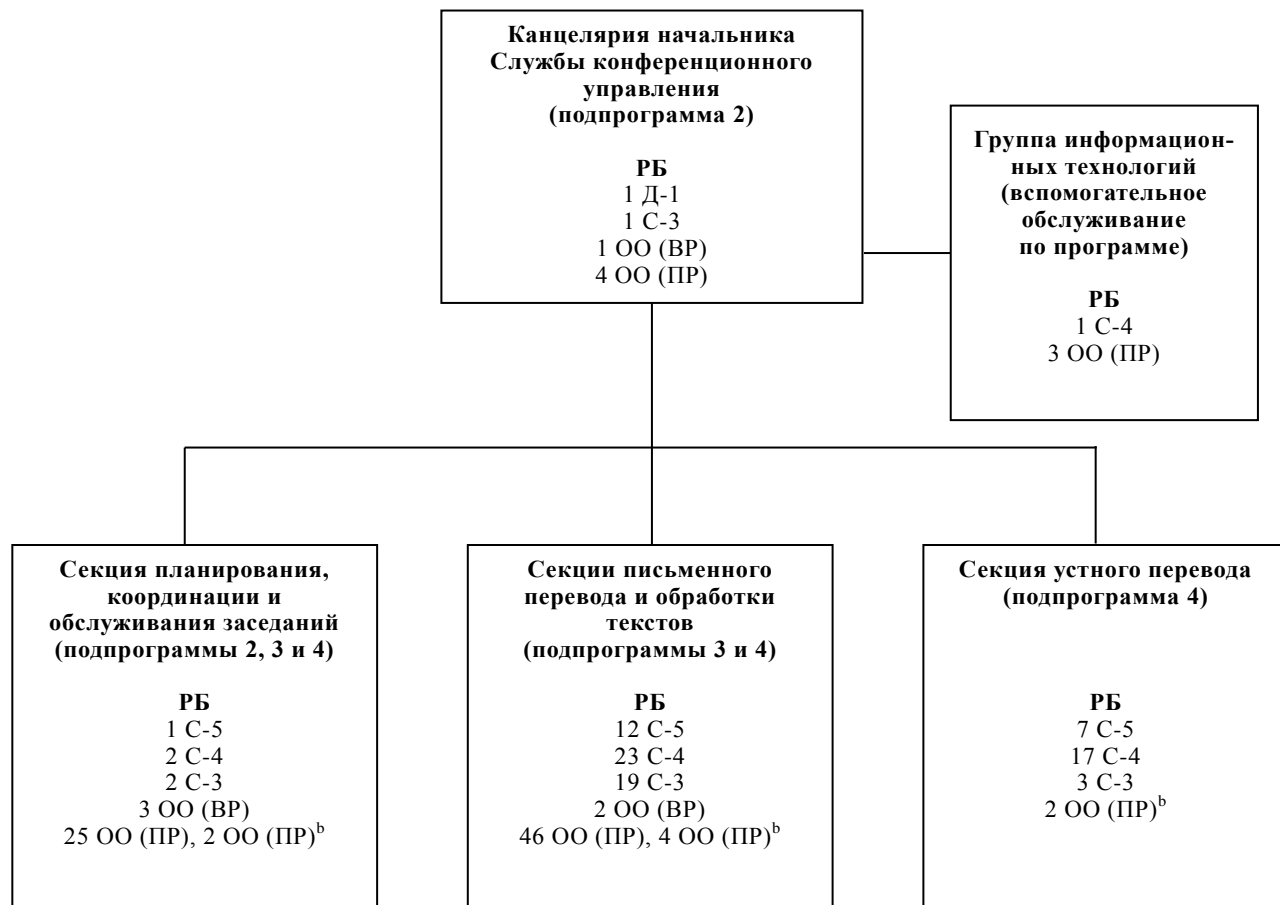 Канцелярия начальника
Службы конференционного
управления
(подпрограмма 2)
РБ
1 Д-1
1 С-3
1 ОО (ВР)
4 ОО (ПР)
Группа информацион-
ных технологий
(вспомогательное
обслуживание
по программе)
РБ
1 С-4
3 ОО (ПР)
Секция планирования,
координации и
обслуживания заседаний
(подпрограммы 2, 3 и 4)
РБ
1 С-5
2 С-4
2 С-3
3 ОО (ВР)
25 ОО (ПР), 2 ОО (ПР)b
Секции письменного
перевода и обработки
текстов
(подпрограммы 3 и 4)
РБ
12 С-5
23 С-4
19 С-3
2 ОО (ВР)
46 ОО (ПР), 4 ОО (ПР)b
Секция устного перевода
(подпрограмма 4)
РБ
7 С-5
17 С-4
3 С-3
2 ОО (ПР)b